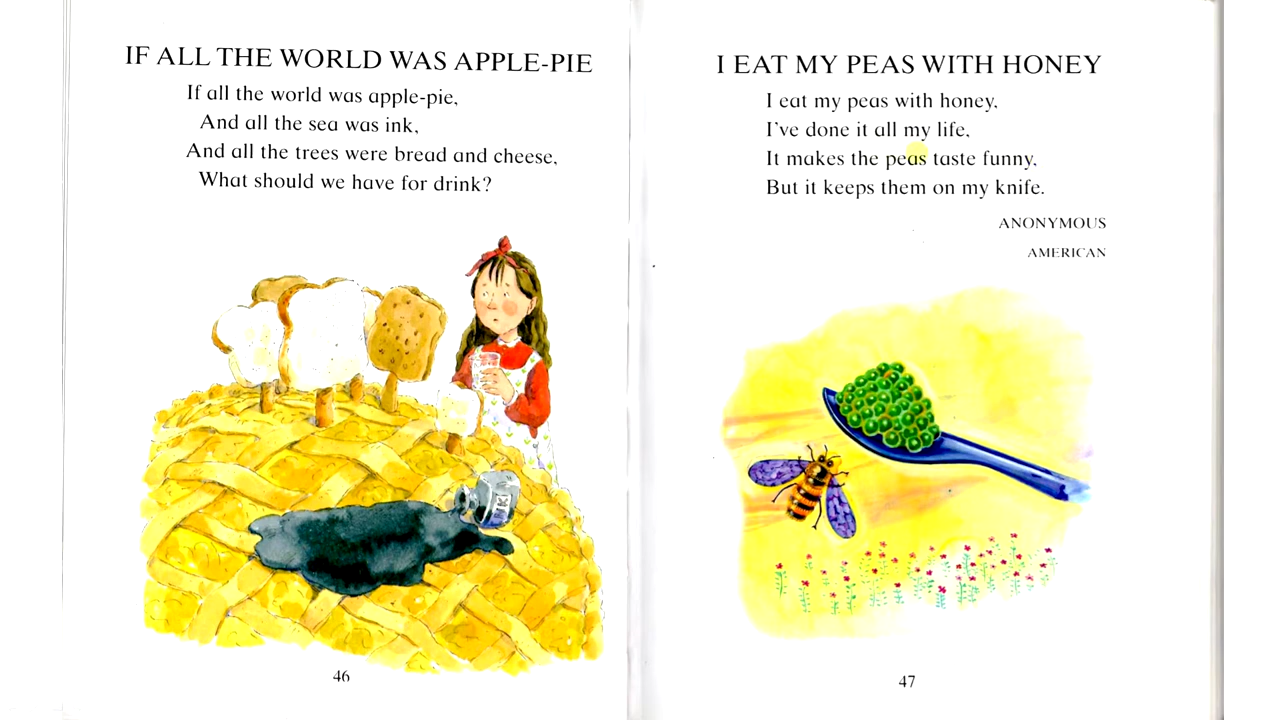 IF ALL THE WORLD WAS APPLE-PIE
If all the world was apple-pie,
And all the sea was ink,
And all the trees were bread and cheese,
What should we have for drink?
INK
46
I EAT MY PEAS WITH HONEY
I eat my peas with honey,
I've done it all my life,
It makes the peas taste funny,
But it keeps them on my knife.
ANONYMOUS
AMERICAN
47